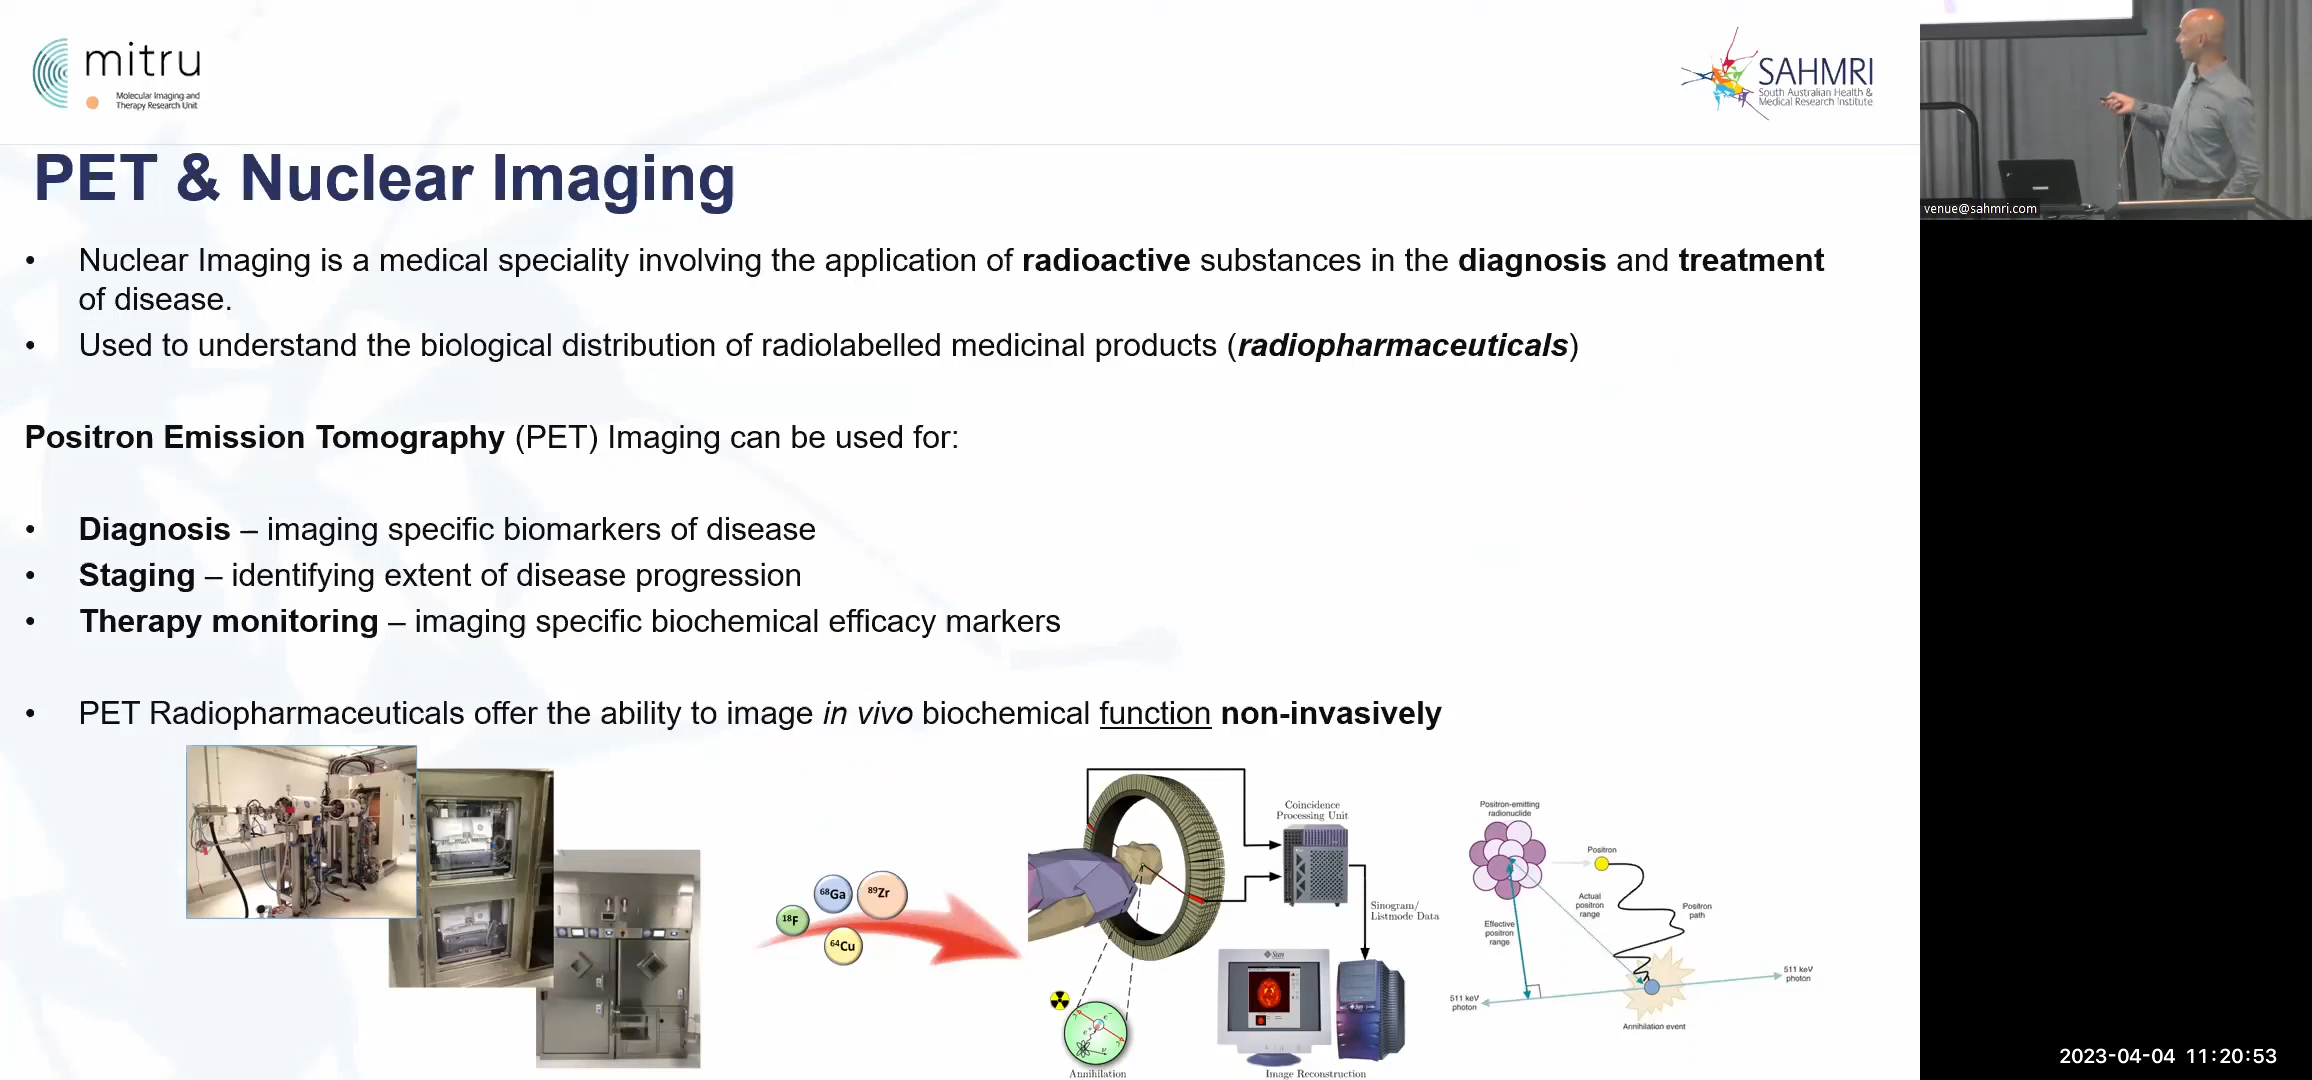 mitru
Molecular Imaging and
Therapy Research Unit
SAHMRI
South Australian Health &
Medical Research Institute
venue@sahmri.com
PET & Nuclear Imaging
• Nuclear Imaging is a medical speciality involving the application of radioactive substances in the diagnosis and treatment
of disease.
• Used to understand the biological distribution of radiolabelled medicinal products (radiopharmaceuticals)
Positron Emission Tomography (PET) Imaging can be used for:
• Diagnosis – imaging specific biomarkers of disease
• Staging – identifying extent of disease progression
• Therapy monitoring – imaging specific biochemical efficacy markers
• PET Radiopharmaceuticals offer the ability to image in vivo biochemical function non-invasively
18F
68Ga
89Zr
64Cu
Coincidence
Processing Unit
Sinogram/
Listmode Data
Sun
Annihilation
Image Reconstruction
Positron-emitting
radionuclide
Positron
Actual
positron
range
Positron
path
Effective
positron
range
511 keV
photon
511 keV
photon
Annihilation event
2023-04-04 11:20:53